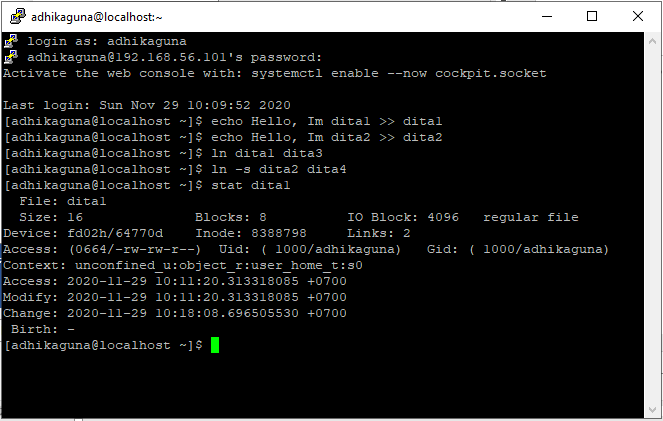 adhikaguna@localhost:~
login as: adhikaguna
adhikaguna@192.168.56.101's password:
Activate the web console with: systemctl enable --now cockpit.socket
Last login: Sun Nov 29 10:09:52 2020
[adhikaguna@localhost ~]$ echo Hello, Im dita1 >> dita1
[adhikaguna@localhost ~]$ echo Hello, Im dita2 >> dita2
[adhikaguna@localhost ~]$ ln dita1 dita3
[adhikaguna@localhost ~]$ ln -s dita2 dita4
[adhikaguna@localhost ~]$ stat dita1
  File: dita1
  Size: 16              Blocks: 8          IO Block: 4096   regular file
Device: fd02h/64770d    Inode: 8388798     Links: 2
Access: (0664/-rw-rw-r--)  Uid: ( 1000/adhikaguna)   Gid: ( 1000/adhikaguna)
Context: unconfined_u:object_r:user_home_t:s0
Access: 2020-11-29 10:11:20.313318085 +0700
Modify: 2020-11-29 10:11:20.313318085 +0700
Change: 2020-11-29 10:18:08.696505530 +0700
 Birth: -
[adhikaguna@localhost ~]$